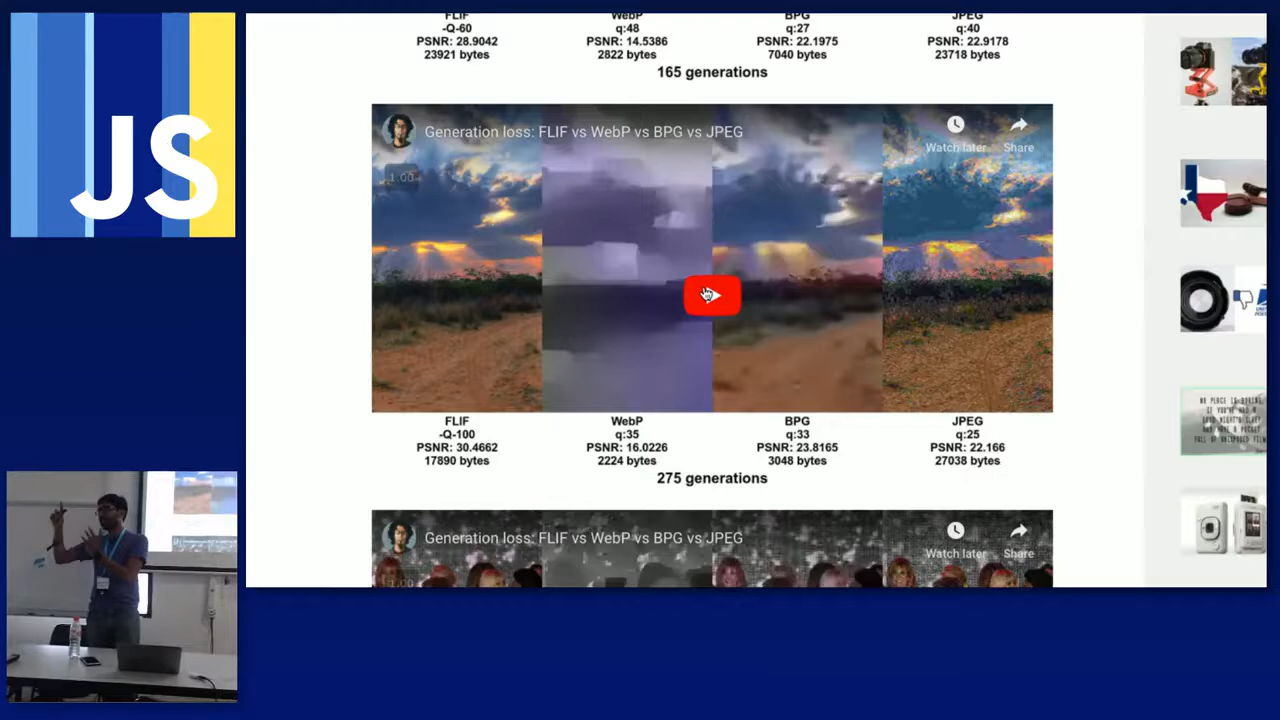 JS
FLIF WebP BPG JPEG
-Q-60 q:48 q:27 q:40
PSNR: 28.9042 PSNR: 14.5386 PSNR: 22.1975 PSNR: 22.9178
23921 bytes 2822 bytes 7040 bytes 23718 bytes
165 generations
Generation loss: FLIF vs WebP vs BPG vs JPEG
Watch later Share
1:00
FLIF WebP BPG JPEG
-Q-100 q:35 q:33 q:25
PSNR: 30.4662 PSNR: 16.0226 PSNR: 23.8165 PSNR: 22.166
17890 bytes 2224 bytes 3048 bytes 27038 bytes
275 generations
Generation loss: FLIF vs WebP vs BPG vs JPEG
Watch later Share
1:00